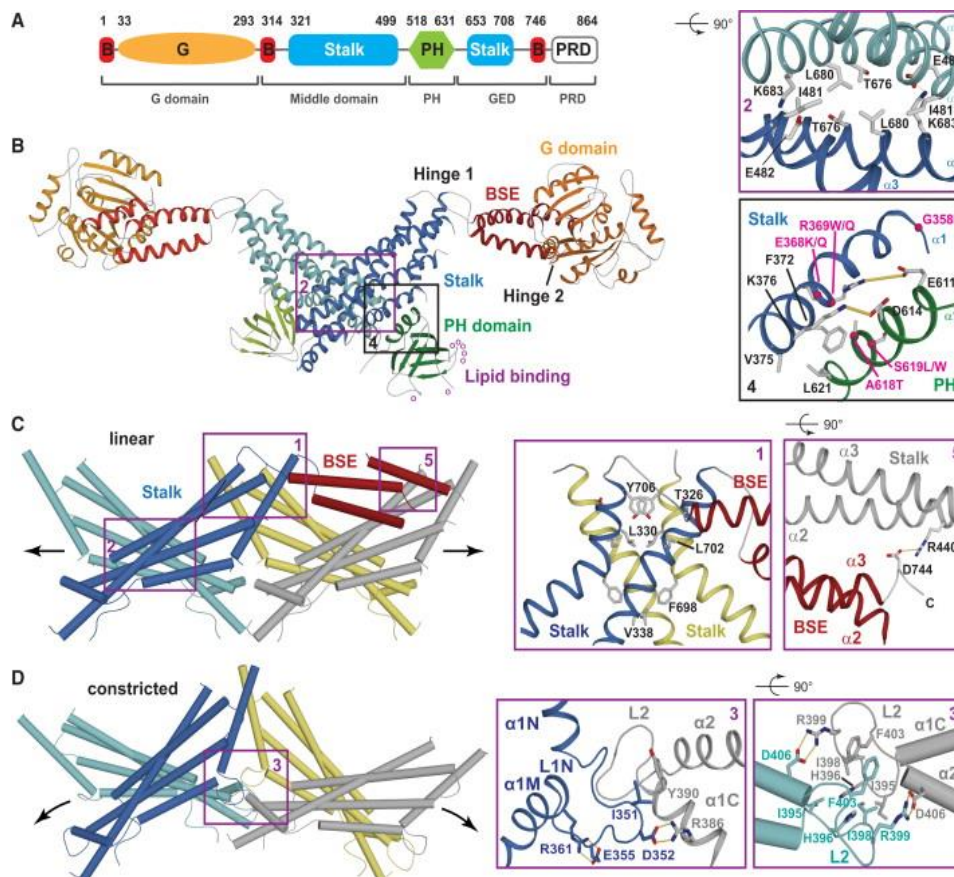 A
1 33 293 314 321 499 518 631 653 708 746 864
B G B Stalk PH Stalk B PRD
G domain Middle domain PH GED PRD
B
Hinge 1
G domain
BSE
2
Stalk
Hinge 2
4
PH domain
Lipid binding
90°
L680
E48
K683
I481
T676
2
T676
L680
I481
K683
E482
α3
Stalk
R369W/Q
G358
E368K/Q
α1
F372
K376
E611
D614
V375
S619L/W
L621
A618T
4
PH
C
linear
1
BSE
5
Stalk
2
1
Y706
T326
BSE
L330
L702
F698
Stalk
V338
Stalk
90°
5
α3
Stalk
α2
R440
α3
D744
C
BSE
α2
D
constricted
3
3
α1N
L2
α2
L1N
α1M
Y390
I351
α1C
R386
R361
E355
D352
90°
3
R399
L2
α1C
F403
D406
I398
α2
H396
I395
F403
I395
D406
H396
I398
R399
L2